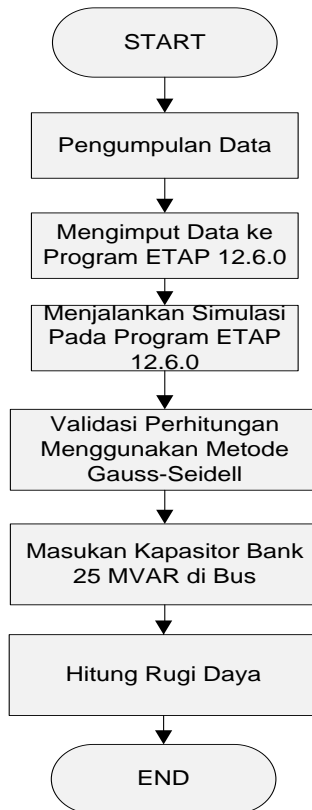 START
Pengumpulan Data
Mengimput Data ke
Program ETAP 12.6.0
Menjalankan Simulasi
Pada Program ETAP
12.6.0
Validasi Perhitungan
Menggunakan Metode
Gauss-Seidell
Masukan Kapasitor Bank
25 MVAR di Bus
Hitung Rugi Daya
END